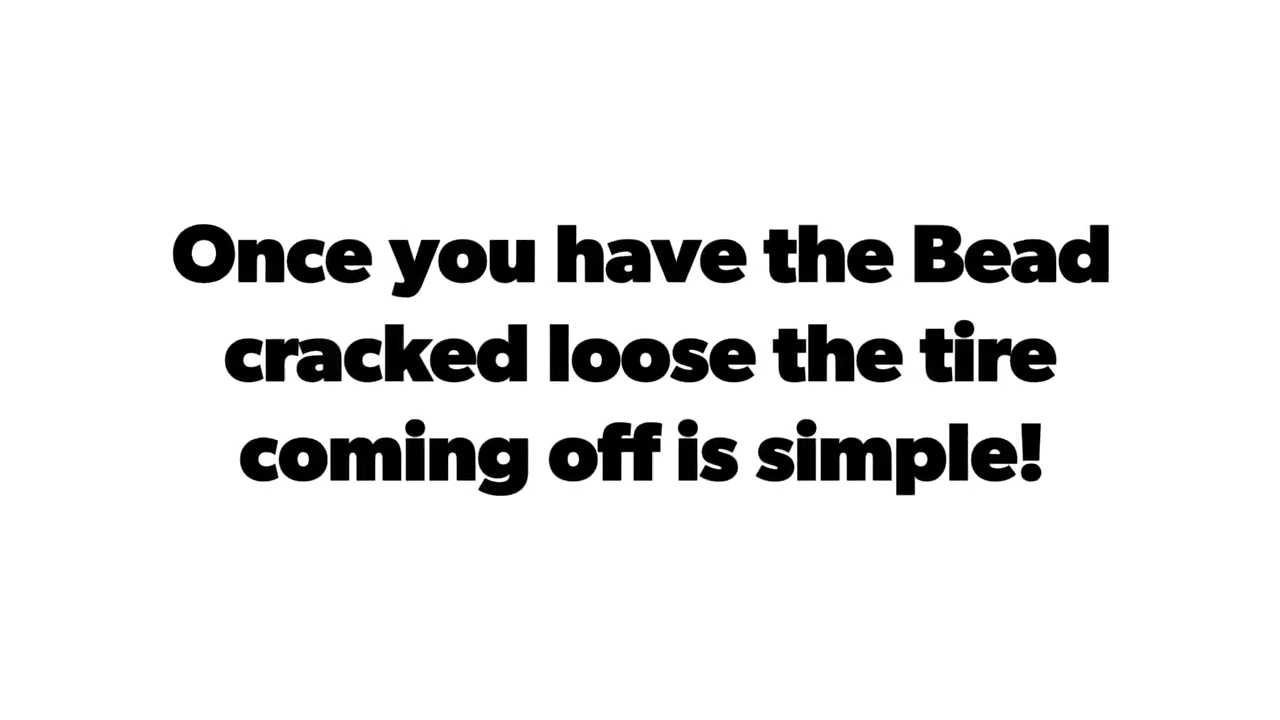 Once you have the Bead
cracked loose the tire
coming off is simple!